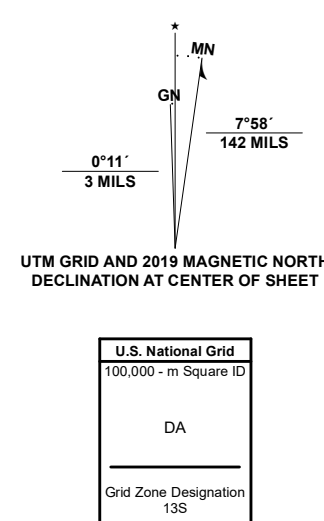 ★
MN
GN
7°58´
142 MILS
0°11´
3 MILS
UTM GRID AND 2019 MAGNETIC NORTH
DECLINATION AT CENTER OF SHEET
U.S. National Grid
100,000 - m Square ID
DA
Grid Zone Designation
13S